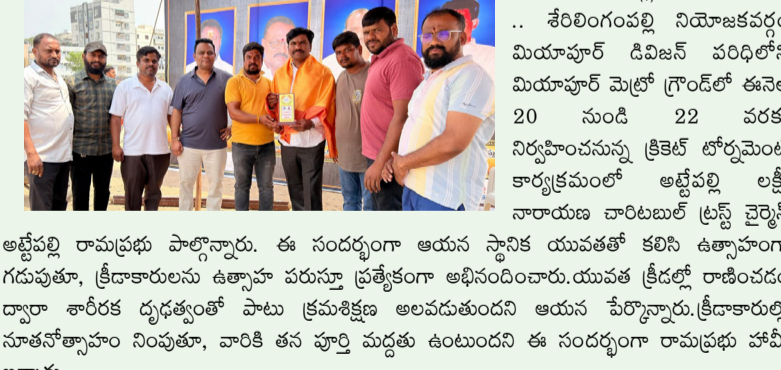 .. శేరిలింగంపల్లి నియోజకవర్గం
మియాపూర్ డివిజన్ పరిధిలోని
మియాపూర్ మెట్రో గ్రౌండ్‌లో ఈనెల
20 నుండి 22 వరకు
నిర్వహించనున్న క్రికెట్ టోర్నమెంట్
కార్యక్రమంలో అట్టేపల్లి లక్ష్మీ
నారాయణ చారిటబుల్ ట్రస్ట్ చైర్మెన్
అట్టేపల్లి రామప్రభు పాల్గొన్నారు. ఈ సందర్భంగా ఆయన స్థానిక యువతతో కలిసి ఉత్సాహంగా
గడుపుతూ, క్రీడాకారులను ఉత్సాహ పరుస్తూ ప్రత్యేకంగా అభినందించారు.యువత క్రీడల్లో రాణించడం
ద్వారా శారీరక దృఢత్వంతో పాటు క్రమశిక్షణ అలవడుతుందని ఆయన పేర్కొన్నారు.క్రీడాకారుల్లో
నూతనోత్సాహం నింపుతూ, వారికి తన పూర్తి మద్దతు ఉంటుందని ఈ సందర్భంగా రామప్రభు హామీ